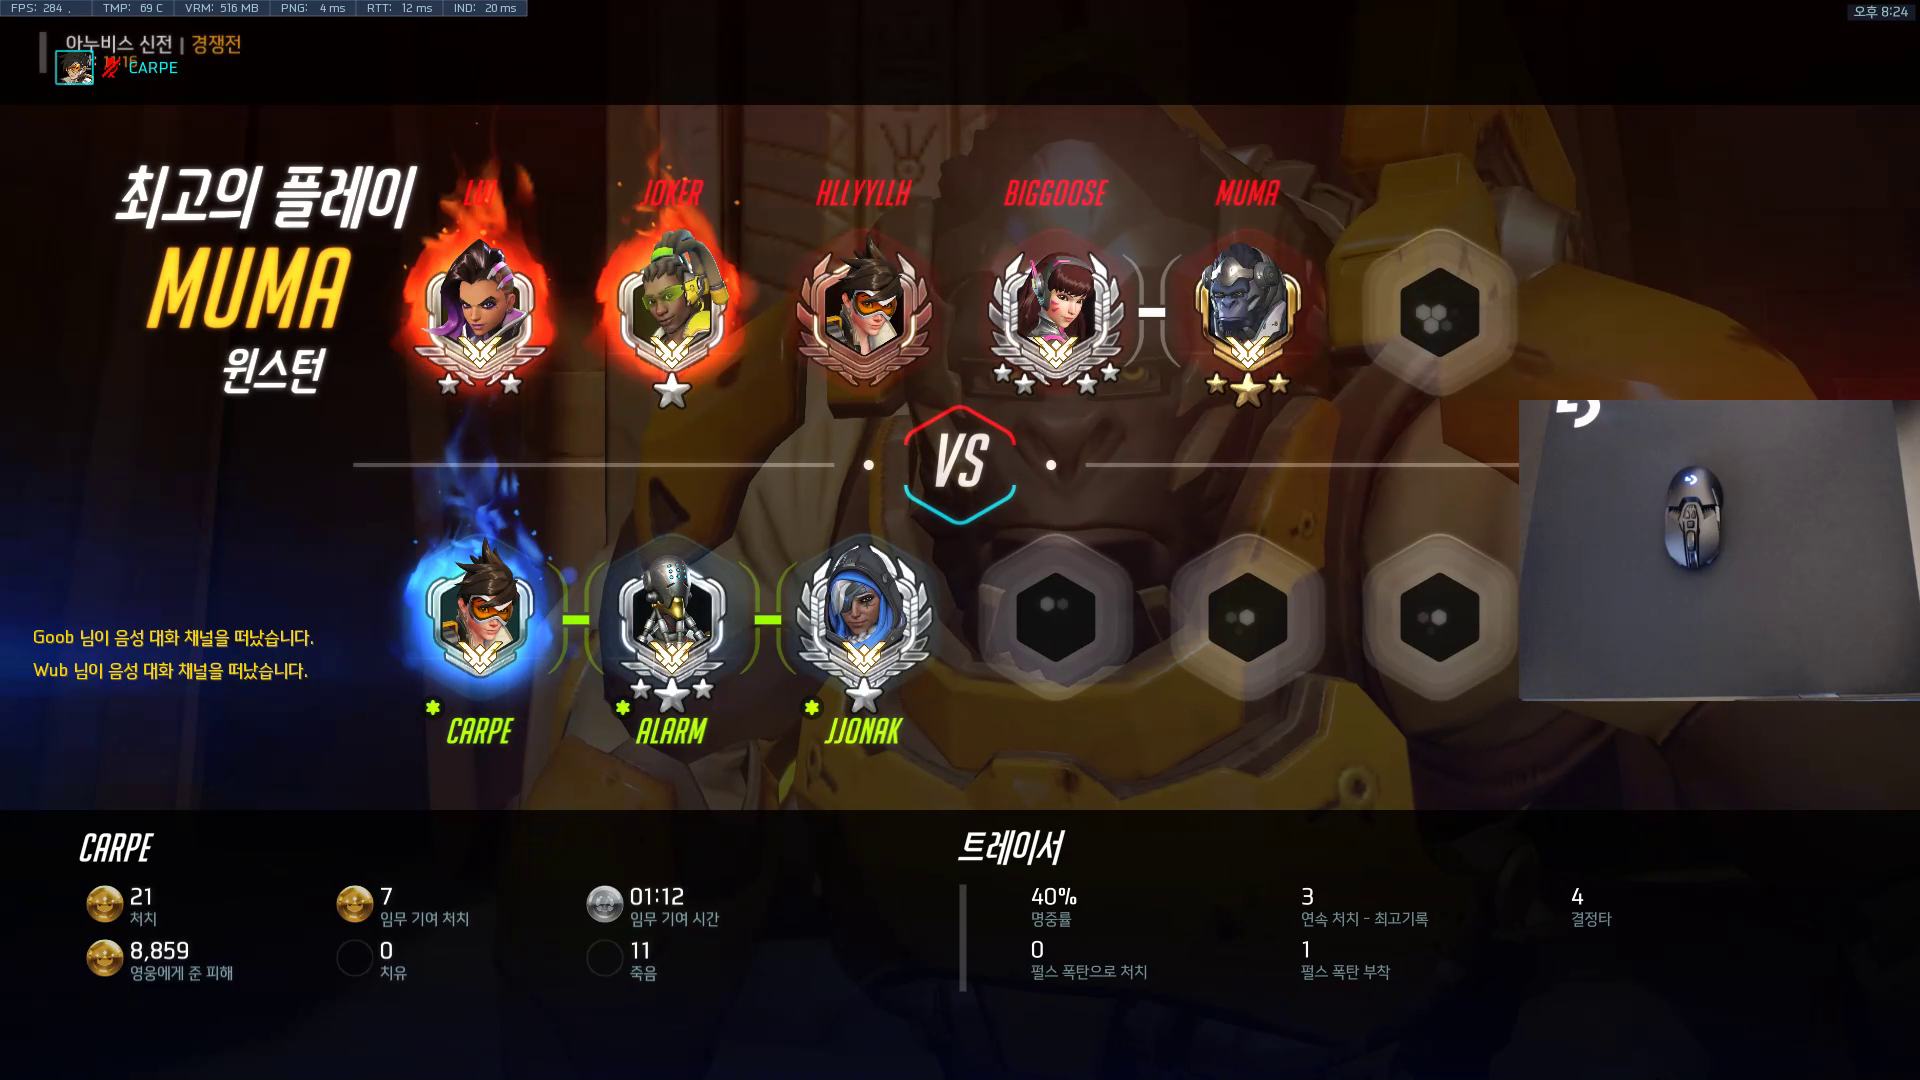 FPS: 284 . TMP: 69 C VRM: 516 MB PNG: 4 ms RTT: 12 ms IND: 20 ms
오후 8:24
아누비스 신전 | 경쟁전
CARPE
최고의 플레이
MUMA
윈스턴
LUI JOKER HLLYYLLH BIGGOOSE MUMA
VS
Goob 님이 음성 대화 채널을 떠났습니다.
Wub 님이 음성 대화 채널을 떠났습니다.
CARPE ALARM JJONAK
CARPE
21
처치
7
임무 기여 처치
01:12
임무 기여 시간
8,859
영웅에게 준 피해
0
치유
11
죽음
트레이서
40%
명중률
3
연속 처치 - 최고기록
4
결정타
0
펄스 폭탄으로 처치
1
펄스 폭탄 부착